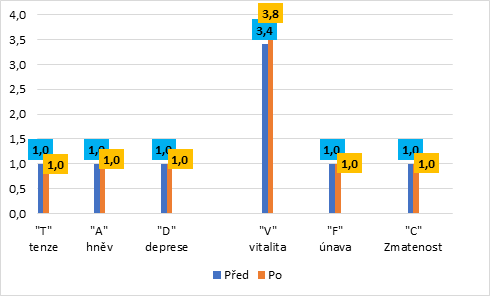 4,0
3,5
3,0
2,5
2,0
1,5
1,0
0,5
0,0
3,8
3,4
1,0 1,0 1,0 1,0 1,0
1,0 1,0 1,0 1,0 1,0
"T" "A" "D" "V" "F" "C"
tenze hněv deprese vitalita únava Zmatenost
Před Po